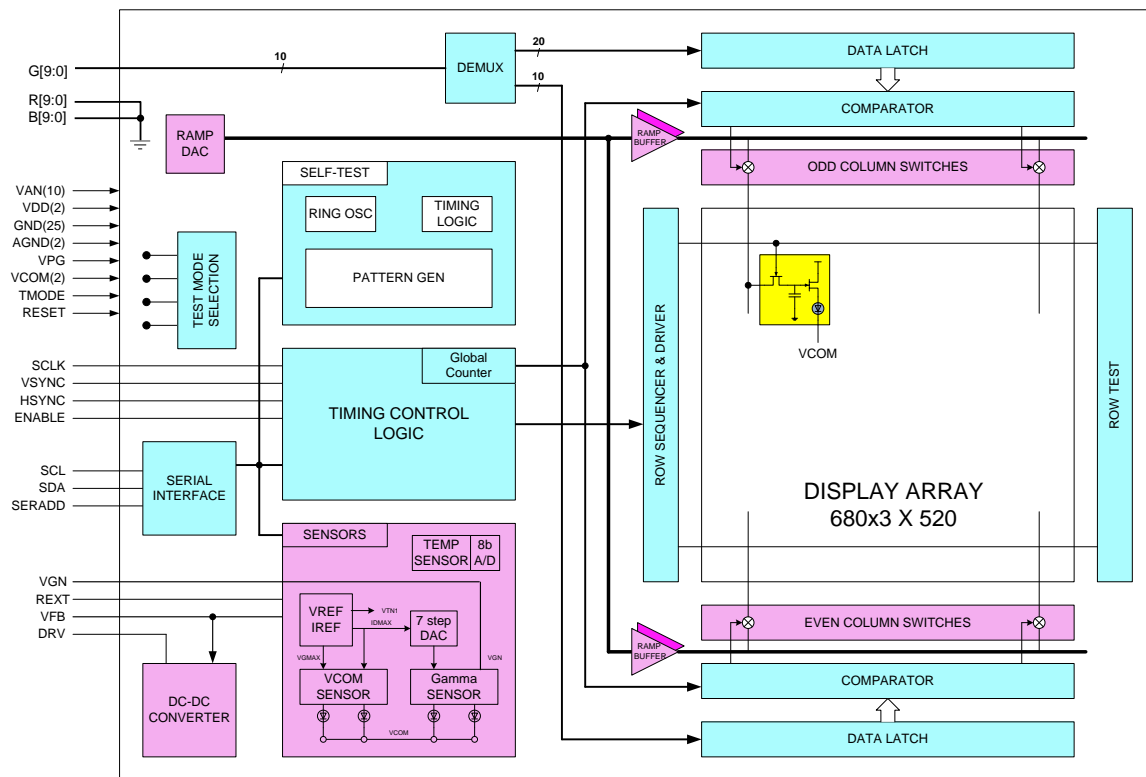 G[9:0]
10
DEMUX
20
10
DATA LATCH
R[9:0]
B[9:0]
COMPARATOR
RAMP
DAC
RAMP
BUFFER
ODD COLUMN SWITCHES
SELF-TEST
RING OSC
TIMING
LOGIC
PATTERN GEN
VAN(10)
VDD(2)
GND(25)
AGND(2)
VPG
VCOM(2)
TMODE
RESET
TEST MODE
SELECTION
VCOM
SCLK
VSYNC
HSYNC
ENABLE
Global
Counter
TIMING CONTROL
LOGIC
ROW SEQUENCER & DRIVER
ROW TEST
DISPLAY ARRAY
680x3 X 520
SCL
SDA
SERADD
SERIAL
INTERFACE
SENSORS
TEMP
SENSOR
8b
A/D
VGN
REXT
VFB
DRV
VREF
IREF
VTN1
IDMAX
7 step
DAC
VGMAX
VGN
VCOM
SENSOR
Gamma
SENSOR
VCOM
DC-DC
CONVERTER
EVEN COLUMN SWITCHES
RAMP
BUFFER
COMPARATOR
DATA LATCH